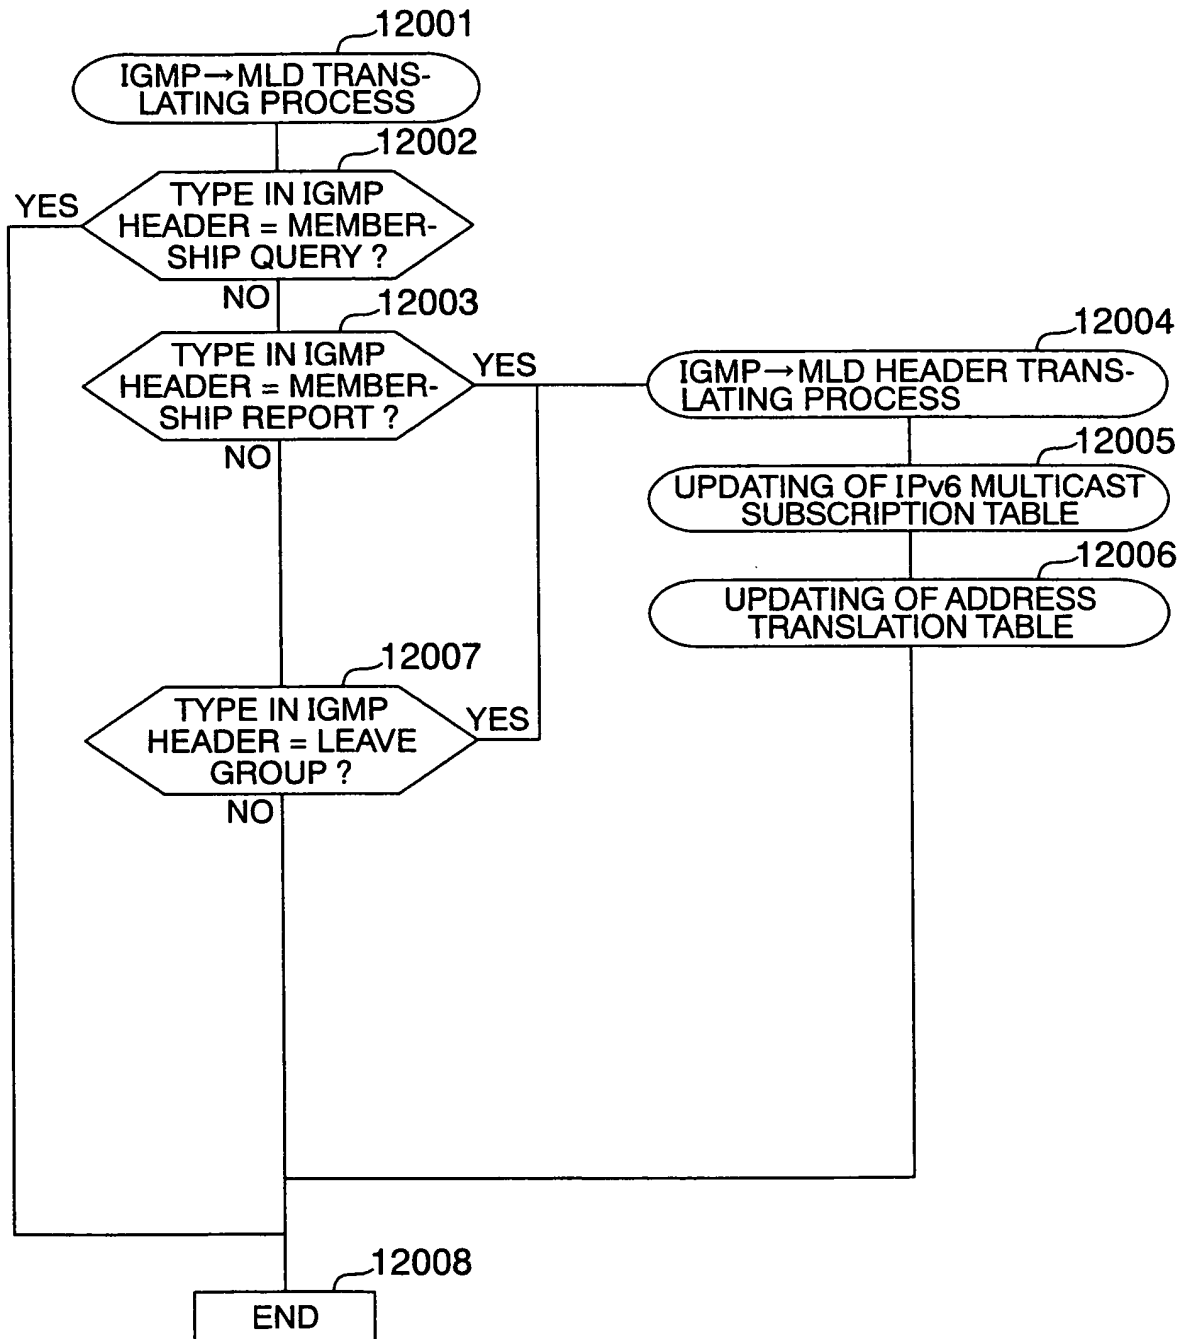 12001
IGMP→MLD TRANS-
LATING PROCESS
12002
YES
TYPE IN IGMP
HEADER = MEMBER-
SHIP QUERY ?
NO
12003
TYPE IN IGMP
HEADER = MEMBER-
SHIP REPORT ?
YES
NO
12004
IGMP→MLD HEADER TRANS-
LATING PROCESS
12005
UPDATING OF IPv6 MULTICAST
SUBSCRIPTION TABLE
12006
UPDATING OF ADDRESS
TRANSLATION TABLE
12007
TYPE IN IGMP
HEADER = LEAVE
GROUP ?
YES
NO
12008
END